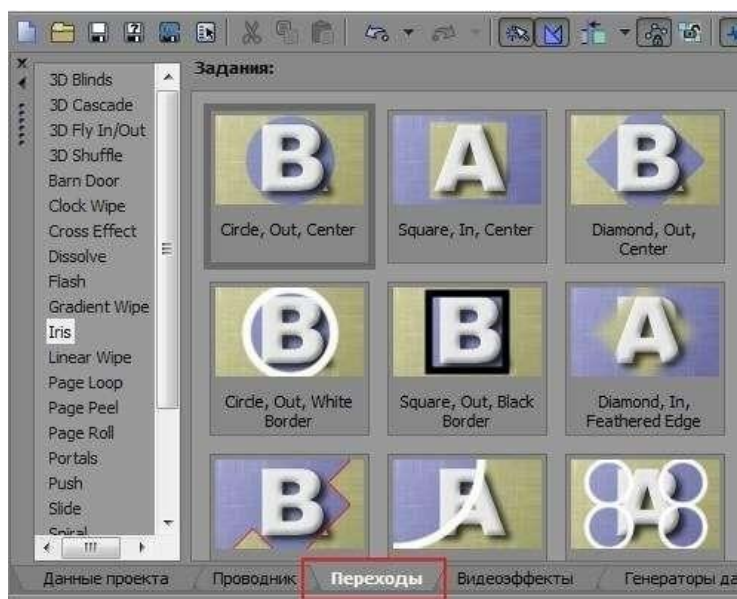 Задания:
3D Blinds
3D Cascade
3D Fly In/Out
3D Shuffle
Barn Door
Clock Wipe
Cross Effect
Dissolve
Flash
Gradient Wipe
Iris
Linear Wipe
Page Loop
Page Peel
Page Roll
Portals
Push
Slide
Spiral
B
A
B
Circle, Out, Center
Square, In, Center
Diamond, Out,
Center
B
B
A
Circle, Out, White
Border
Square, Out, Black
Border
Diamond, In,
Feathered Edge
B
A
A
Данные проекта
Проводник
Переходы
Видеоэффекты
Генераторы да